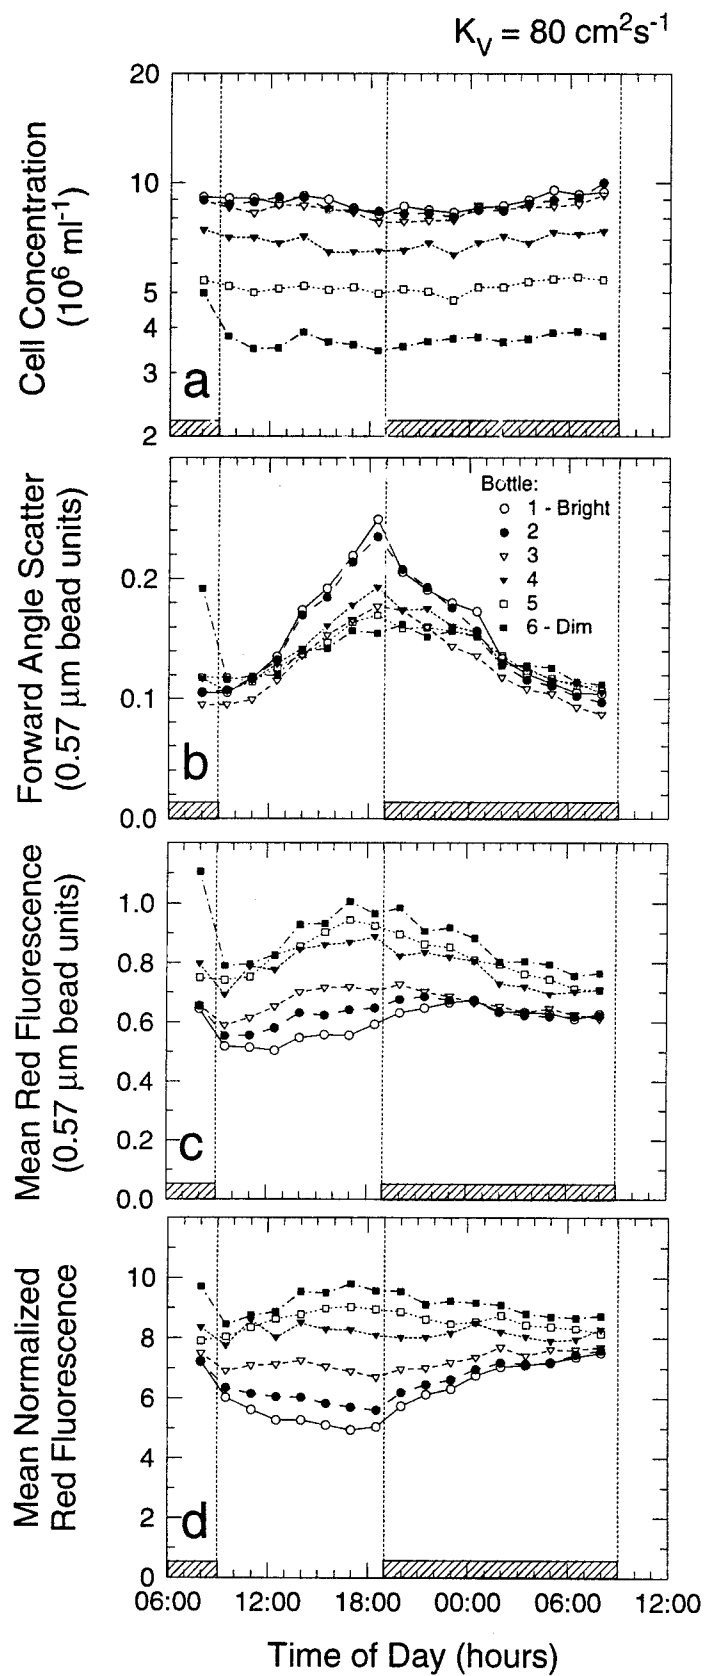 K_V = 80 cm²s⁻¹
Cell Concentration
(10⁶ ml⁻¹)
20
10
5
4
3
2
a
Forward Angle Scatter
(0.57 μm bead units)
0.2
0.1
0.0
b
Bottle:
1 - Bright
2
3
4
5
6 - Dim
Mean Red Fluorescence
(0.57 μm bead units)
1.0
0.8
0.6
0.4
0.2
0.0
c
Mean Normalized
Red Fluorescence
10
8
6
4
2
0
d
06:00 12:00 18:00 00:00 06:00 12:00
Time of Day (hours)